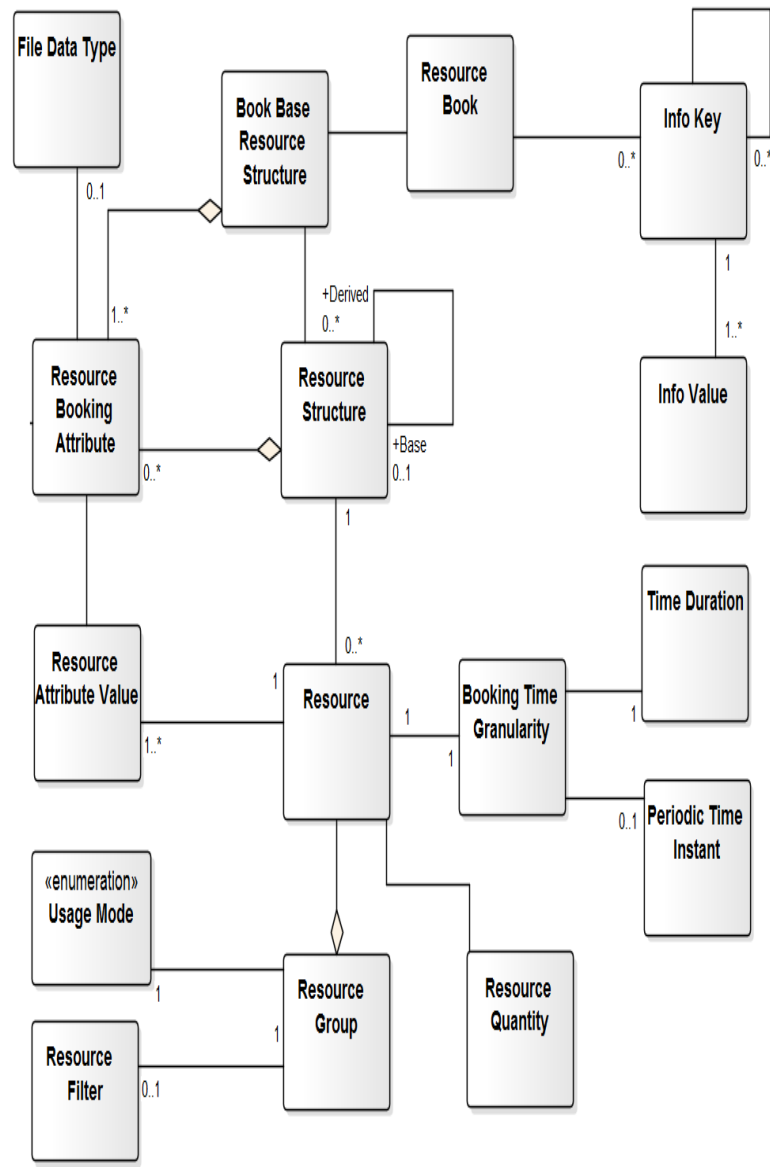 File Data Type
Book Base
Resource
Structure
Resource
Book
Info Key
0..1
0..*
0..*
1..*
+Derived
0..*
1
1..*
Resource
Booking
Attribute
Resource
Structure
Info Value
+Base
0..*
0..1
1
Time Duration
0..*
Resource
Attribute Value
1
Resource
Booking Time
Granularity
1
1
1..*
1
0..1
Periodic Time
Instant
«enumeration»
Usage Mode
1
Resource
Group
Resource
Quantity
1
Resource
Filter
0..1